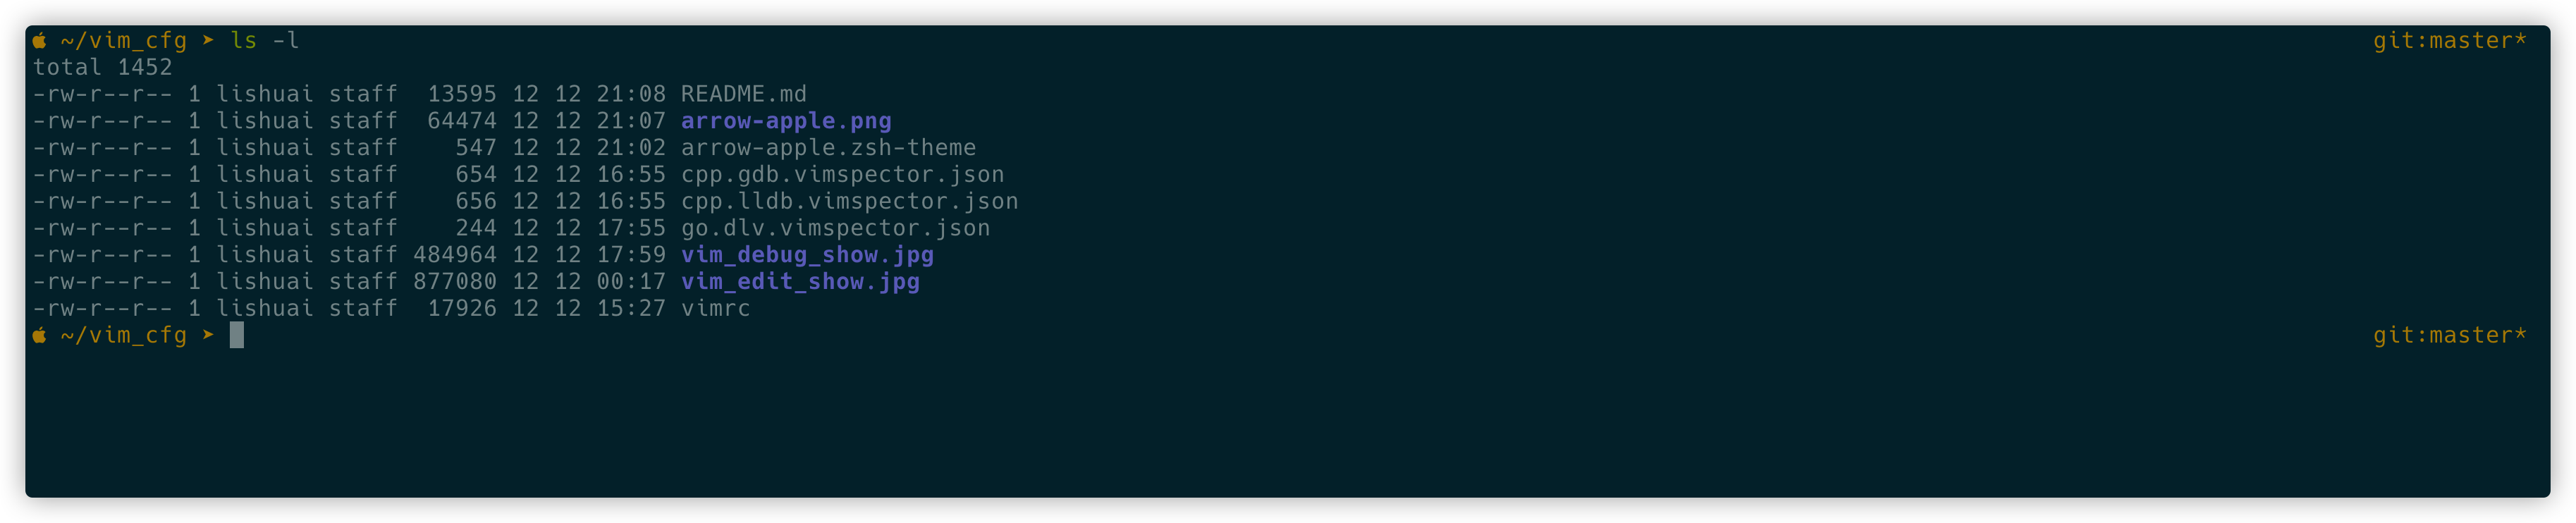 ~/vim_cfg ➤ ls -l git:master*
total 1452
-rw-r--r-- 1 lishuai staff  13595 12 12 21:08 README.md
-rw-r--r-- 1 lishuai staff  64474 12 12 21:07 arrow-apple.png
-rw-r--r-- 1 lishuai staff    547 12 12 21:02 arrow-apple.zsh-theme
-rw-r--r-- 1 lishuai staff    654 12 12 16:55 cpp.gdb.vimspector.json
-rw-r--r-- 1 lishuai staff    656 12 12 16:55 cpp.lldb.vimspector.json
-rw-r--r-- 1 lishuai staff    244 12 12 17:55 go.dlv.vimspector.json
-rw-r--r-- 1 lishuai staff 484964 12 12 17:59 vim_debug_show.jpg
-rw-r--r-- 1 lishuai staff 877080 12 12 00:17 vim_edit_show.jpg
-rw-r--r-- 1 lishuai staff  17926 12 12 15:27 vimrc
~/vim_cfg ➤ git:master*